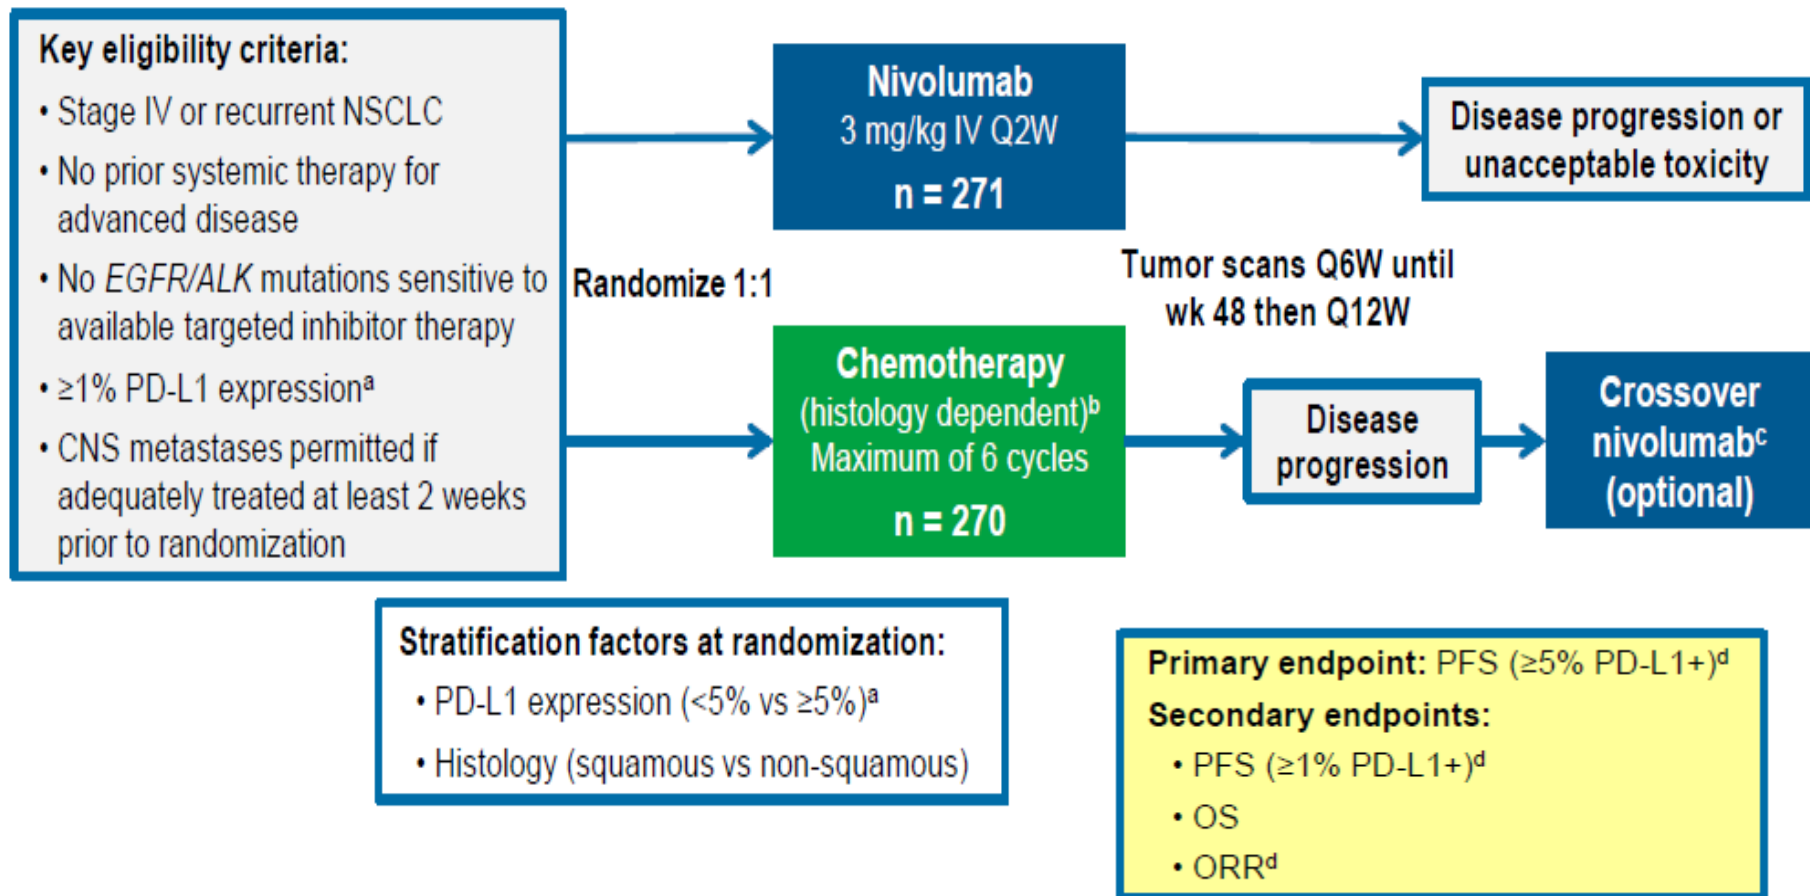 Key eligibility criteria:
• Stage IV or recurrent NSCLC
• No prior systemic therapy for
advanced disease
• No EGFR/ALK mutations sensitive to
available targeted inhibitor therapy
• ≥1% PD-L1 expressionᵃ
• CNS metastases permitted if
adequately treated at least 2 weeks
prior to randomization
Randomize 1:1
Nivolumab
3 mg/kg IV Q2W
n = 271
Disease progression or
unacceptable toxicity
Tumor scans Q6W until
wk 48 then Q12W
Chemotherapy
(histology dependent)ᵇ
Maximum of 6 cycles
n = 270
Disease
progression
Crossover
nivolumabᶜ
(optional)
Stratification factors at randomization:
• PD-L1 expression (<5% vs ≥5%)ᵃ
• Histology (squamous vs non-squamous)
Primary endpoint: PFS (≥5% PD-L1+)ᵈ
Secondary endpoints:
• PFS (≥1% PD-L1+)ᵈ
• OS
• ORRᵈ